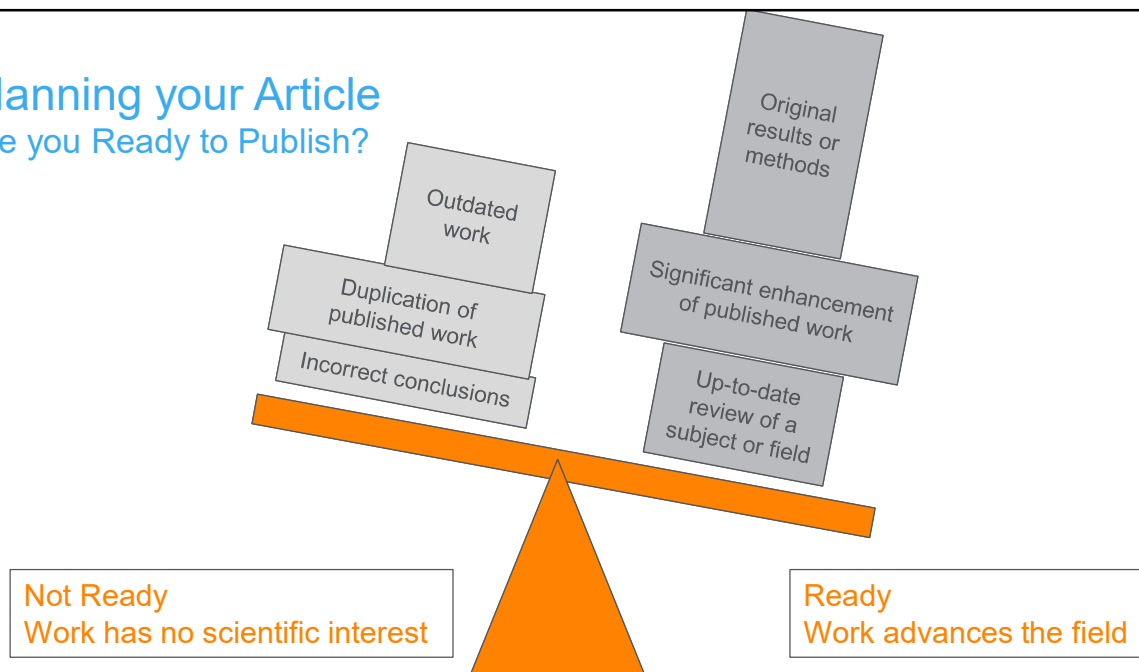 lanning your Article
e you Ready to Publish?
Outdated
work
Duplication of
published work
Incorrect conclusions
Original
results or
methods
Significant enhancement
of published work
Up-to-date
review of a
subject or field
Not Ready
Work has no scientific interest
Ready
Work advances the field